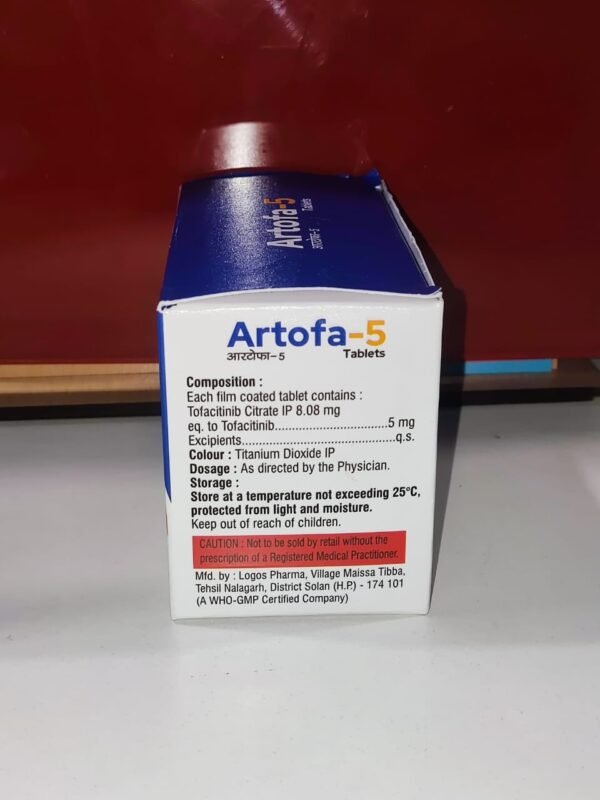 Artofa-5
आरटोफा-5
Tablets
Artofa-5
आरटोफा-5
Tablets
Composition :
Each film coated tablet contains :
Tofacitinib Citrate IP 8.08 mg
eq. to Tofacitinib.................................5 mg
Excipients.............................................q.s.
Colour : Titanium Dioxide IP
Dosage : As directed by the Physician.
Storage :
Store at a temperature not exceeding 25°C,
protected from light and moisture.
Keep out of reach of children.
CAUTION : Not to be sold by retail without the
prescription of a Registered Medical Practitioner.
Mfd. by : Logos Pharma, Village Maissa Tibba,
Tehsil Nalagarh, District Solan (H.P.) - 174 101
(A WHO-GMP Certified Company)